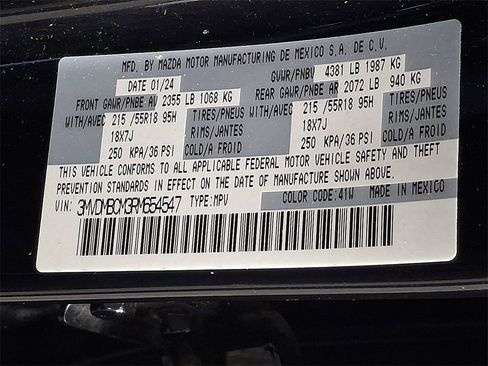 MFD. BY MAZDA MOTOR MANUFACTURING DE MEXICO S.A. DE C.V.
DATE 01/24 GVWR/PNBV 4381 LB 1987 KG
FRONT GAWR/PNBE AV 2355 LB 1068 KG REAR GAWR/PNBE AR 2072 LB 940 KG
WITH/AVEC 215 /55R18 95H TIRES/PNEUS WITH/AVEC 215 /55R18 95H TIRES/PNEUS
18X7J RIMS/JANTES 18X7J RIMS/JANTES
250 KPA/36 PSI COLD/A FROID 250 KPA/36 PSI COLD/A FROID
THIS VEHICLE CONFORMS TO ALL APPLICABLE FEDERAL MOTOR VEHICLE SAFETY AND THEFT
PREVENTION STANDARDS IN EFFECT ON THE DATE OF MANUFACTURE SHOWN ABOVE.
VIN: 3MVDMBCM3RM654547 TYPE:MPV COLOR CODE:41W MADE IN MEXICO